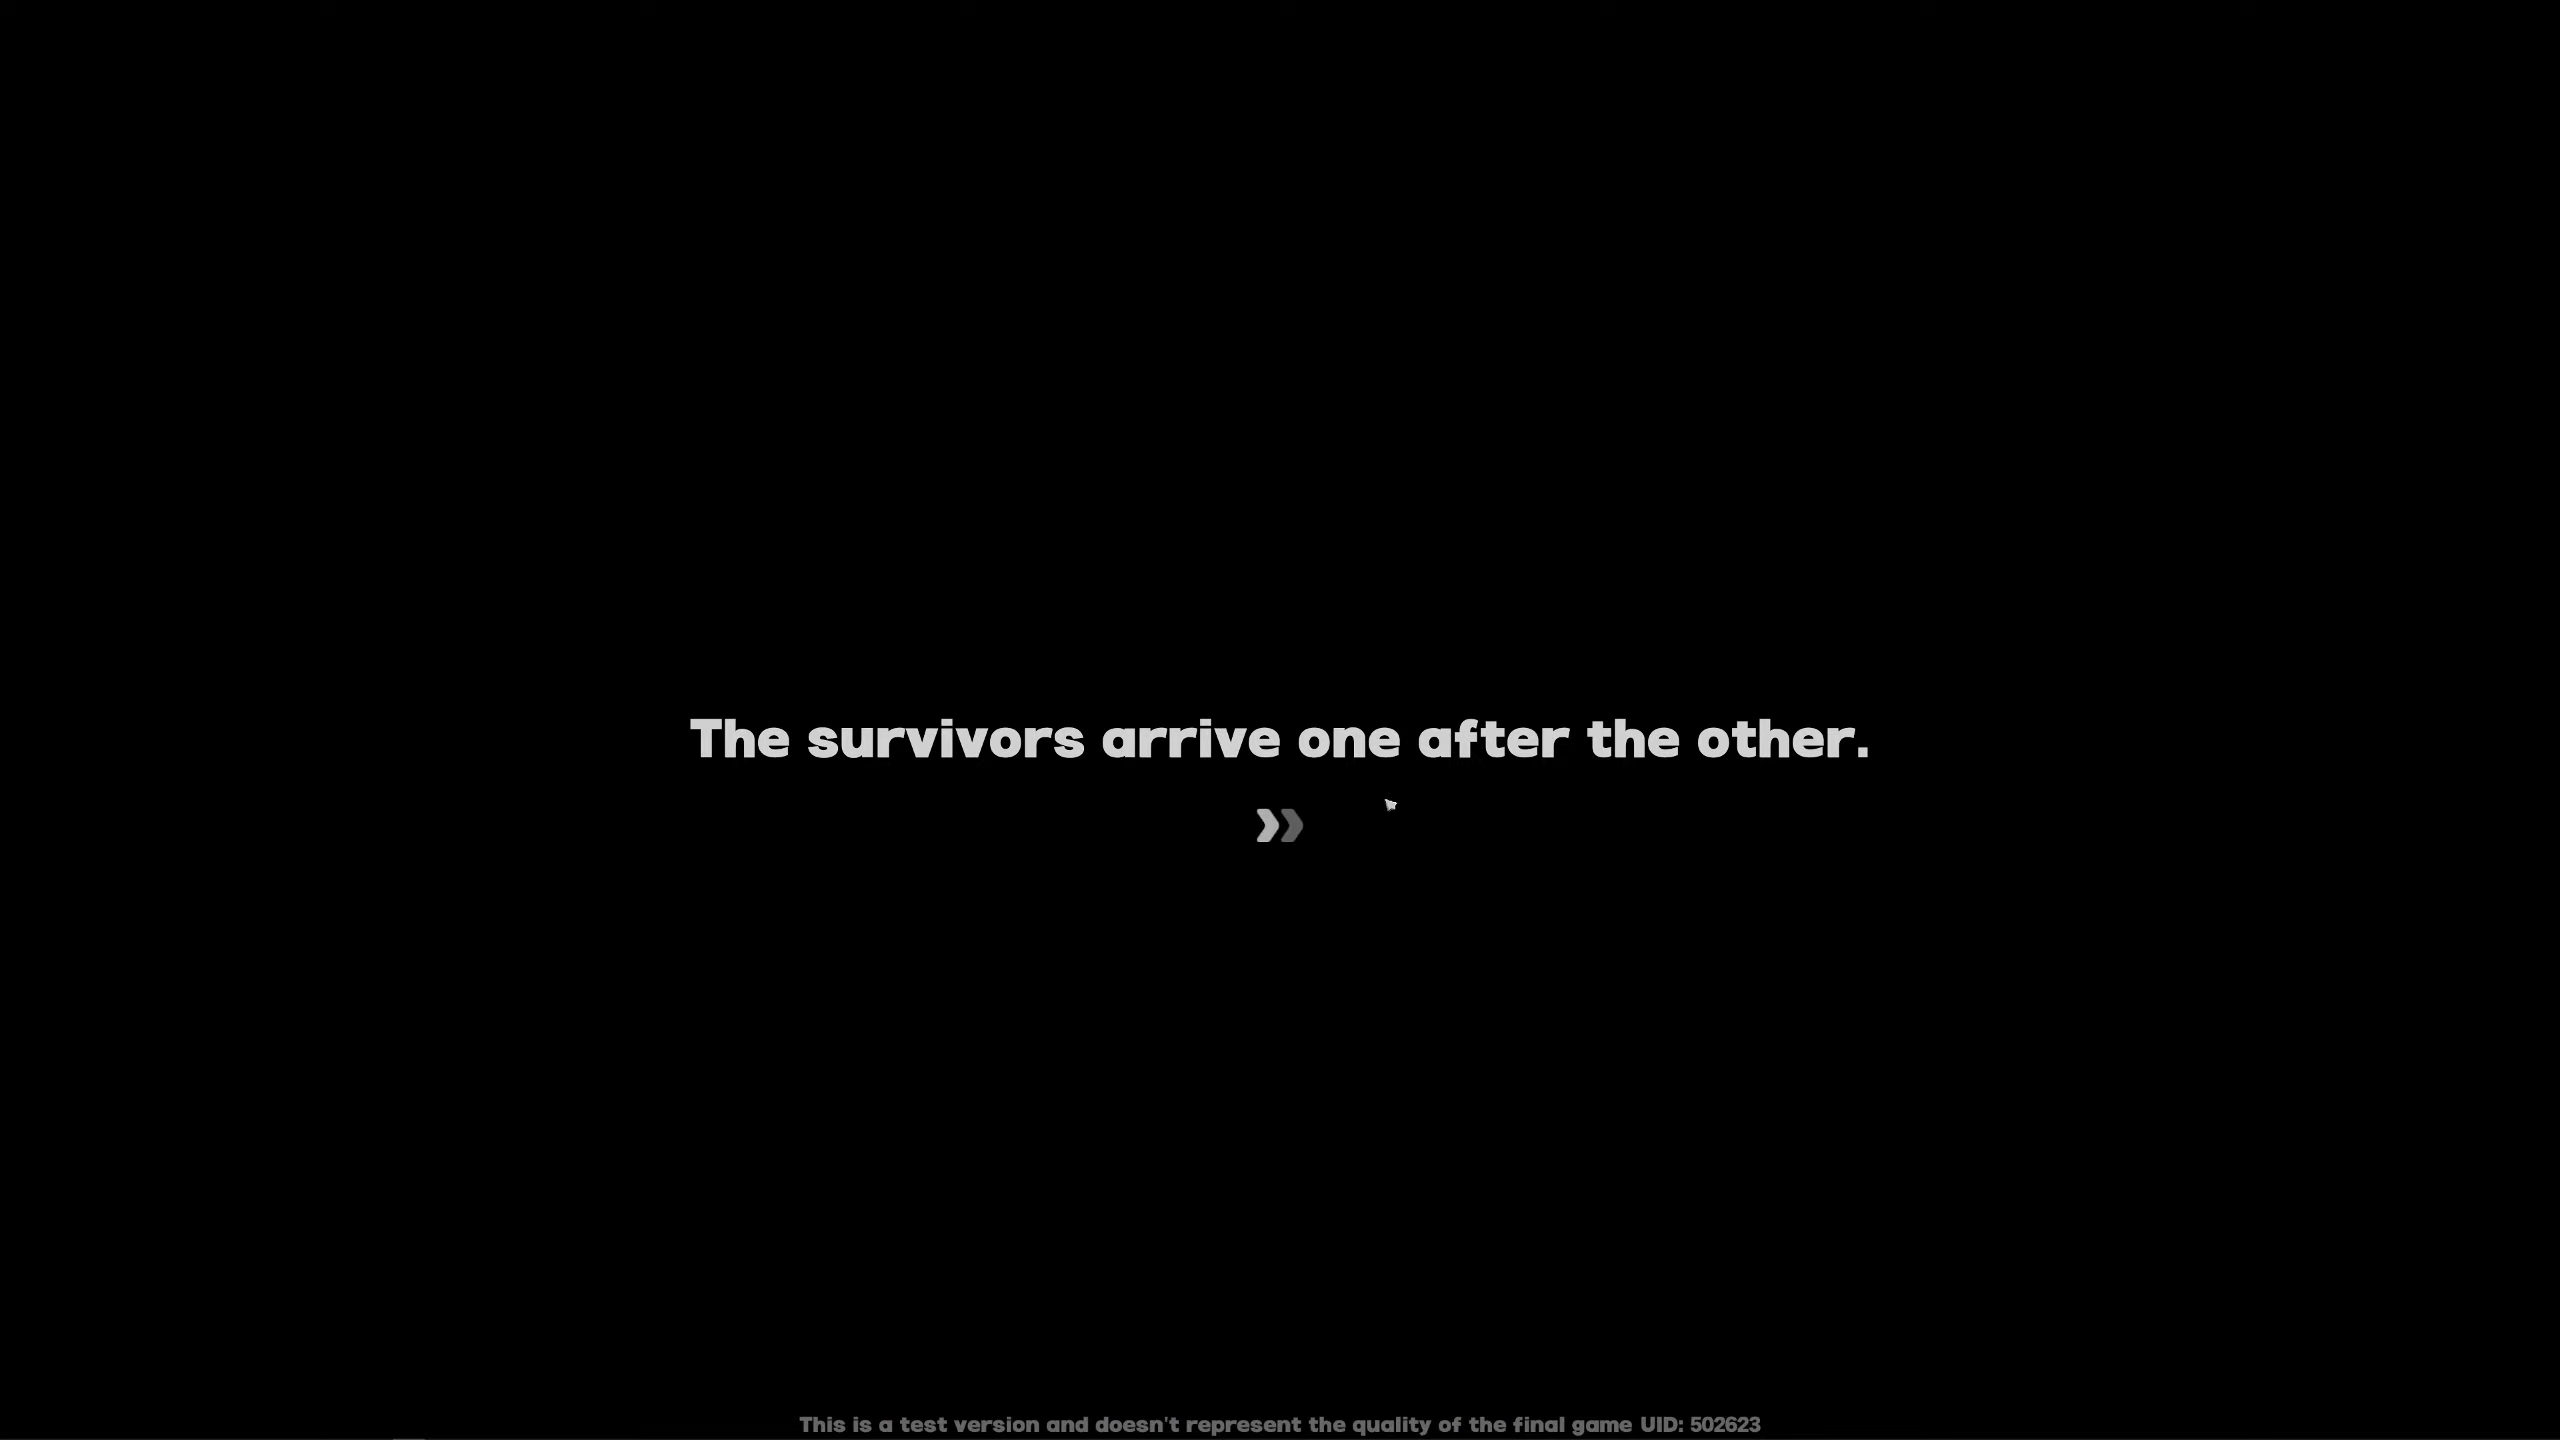 The survivors arrive one after the other.
This is a test version and doesn't represent the quality of the final game UID: 502623